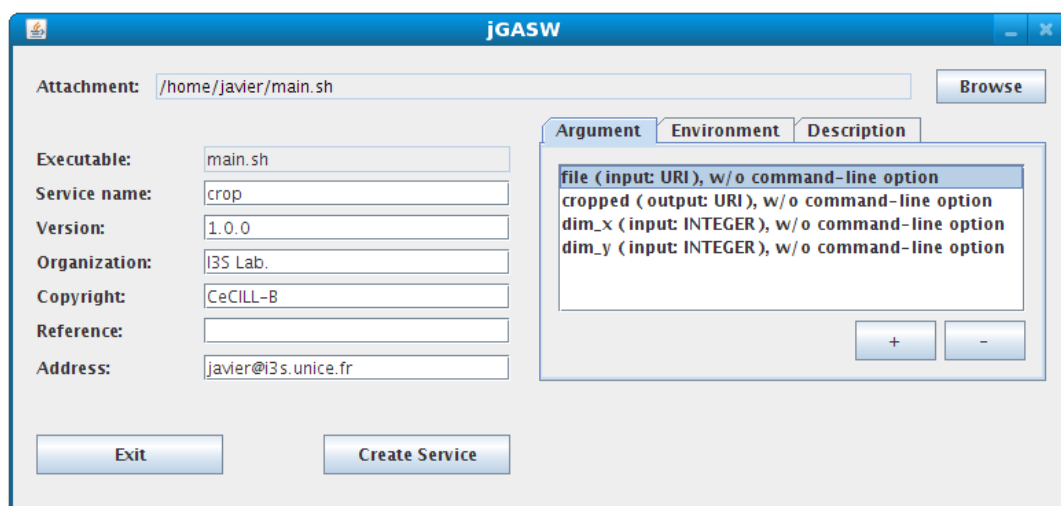 jGASW
Attachment: /home/javier/main.sh Browse
Argument Environment Description
Executable: main.sh
Service name: crop
Version: 1.0.0
Organization: I3S Lab.
Copyright: CeCILL-B
Reference:
Address: javier@i3s.unice.fr
file (input: URI), w/o command-line option
cropped (output: URI), w/o command-line option
dim_x (input: INTEGER), w/o command-line option
dim_y (input: INTEGER), w/o command-line option
+ -
Exit Create Service